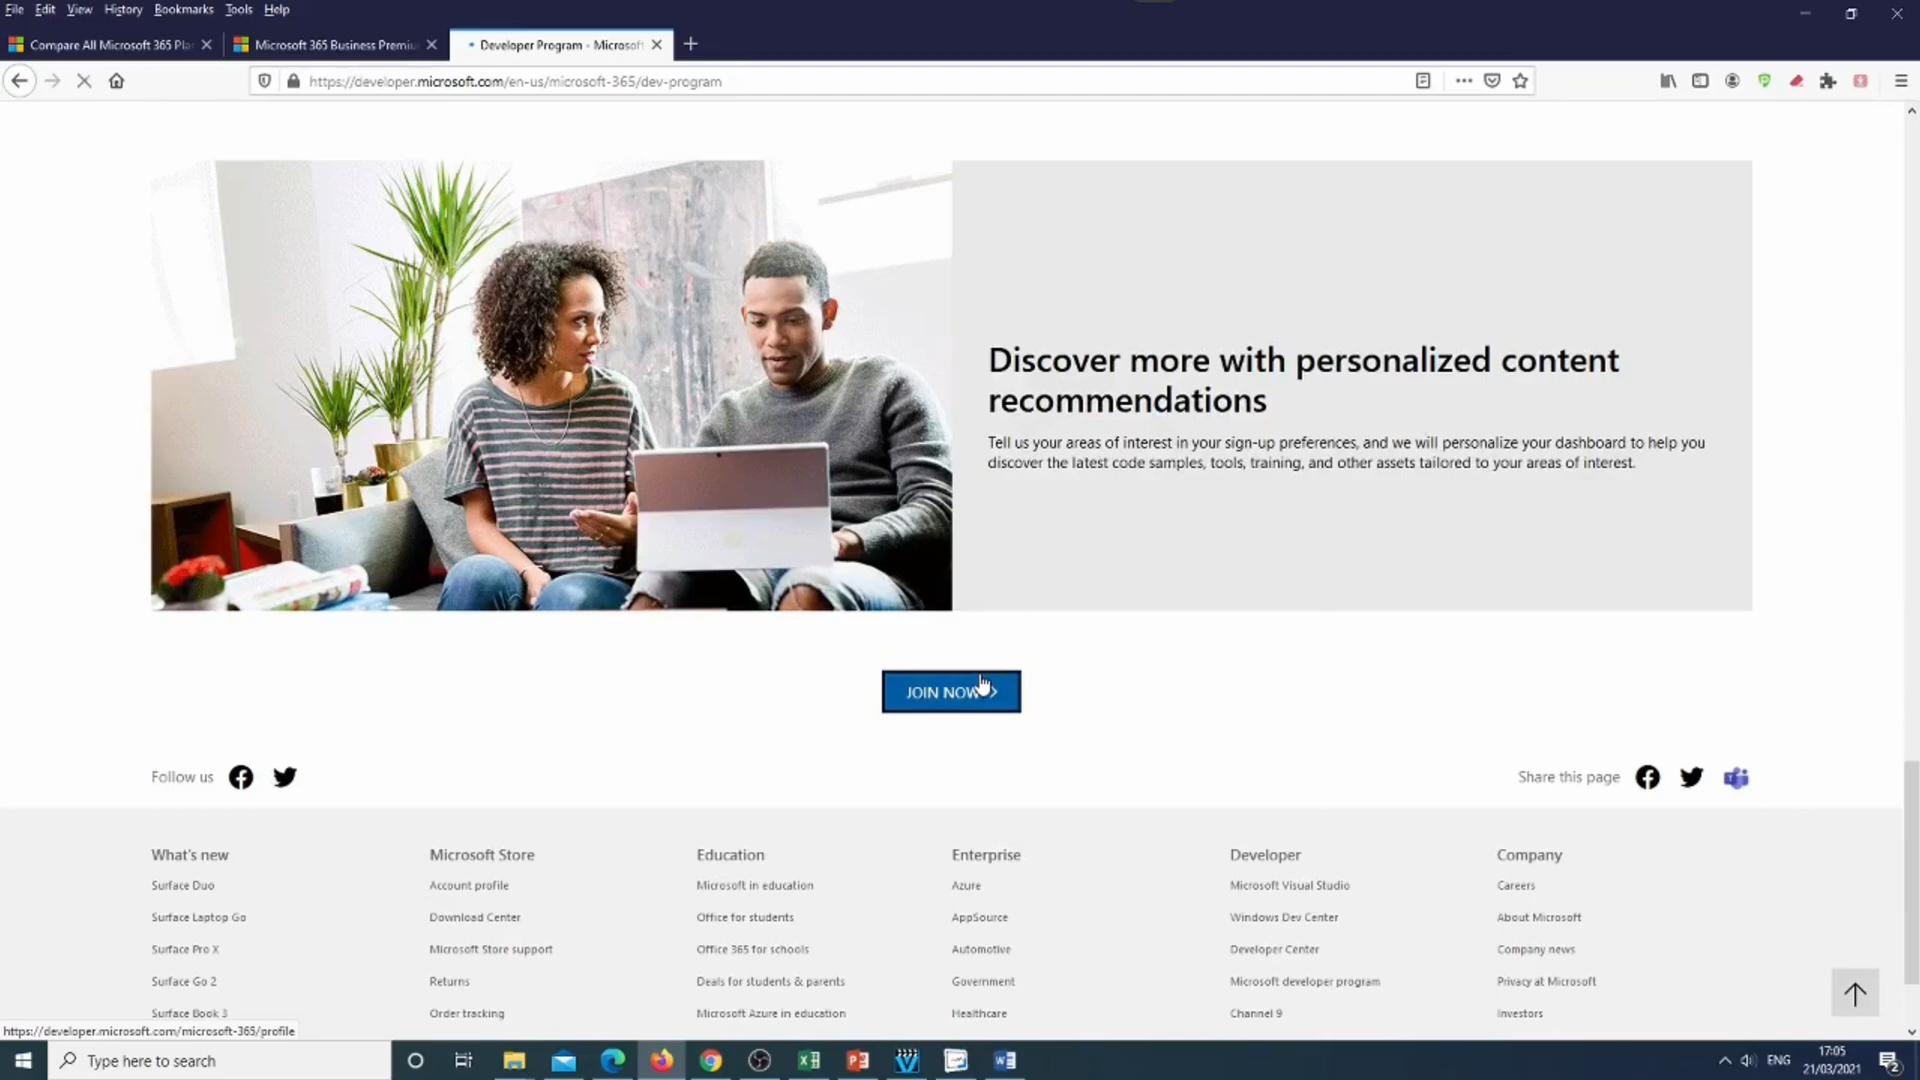 File Edit View History Bookmarks Tools Help
Compare All Microsoft 365 Pla
Microsoft 365 Business Premiu
Developer Program - Microsoft
https://developer.microsoft.com/en-us/microsoft-365/dev-program
Discover more with personalized content
recommendations
Tell us your areas of interest in your sign-up preferences, and we will personalize your dashboard to help you
discover the latest code samples, tools, training, and other assets tailored to your areas of interest.
JOIN NOW
Follow us
Share this page
What's new
Surface Duo
Surface Laptop Go
Surface Pro X
Surface Go 2
Surface Book 3
Microsoft Store
Account profile
Download Center
Microsoft Store support
Returns
Order tracking
Education
Microsoft in education
Office for students
Office 365 for schools
Deals for students & parents
Microsoft Azure in education
Enterprise
Azure
AppSource
Automotive
Government
Healthcare
Developer
Microsoft Visual Studio
Windows Dev Center
Developer Center
Microsoft developer program
Channel 9
Company
Careers
About Microsoft
Company news
Privacy at Microsoft
Investors
https://developer.microsoft.com/microsoft-365/profile
Type here to search
ENG
17:05
21/03/2021
2